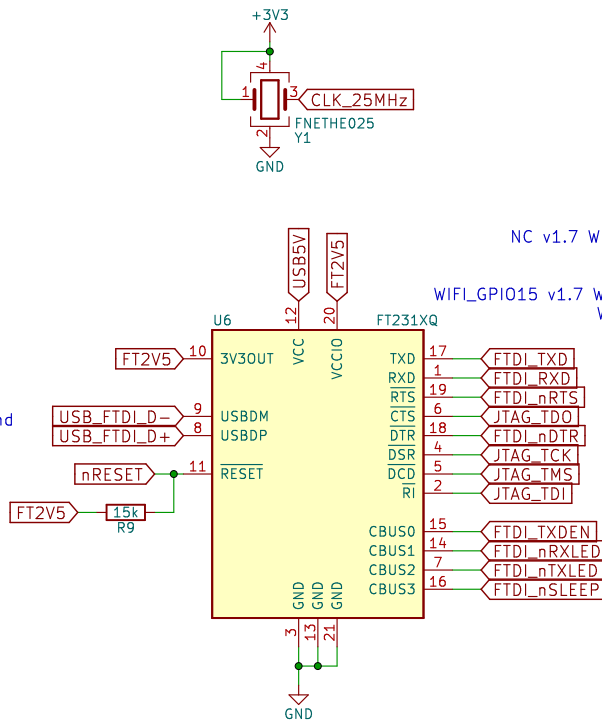 +3V3
4
1
3
CLK_25MHz
2
FNETHE025
Y1
GND
NC v1.7 W
WIFI_GPIO15 v1.7 W
W
nd
USB5V
FT2V5
12
20
U6
FT231XQ
VCC
VCCIO
FT2V5
10
3V3OUT
TXD
17
FTDI_TXD
RXD
1
FTDI_RXD
RTS
19
FTDI_nRTS
USB_FTDI_D-
9
USBDM
CTS
6
JTAG_TDO
USB_FTDI_D+
8
USBDP
DTR
18
FTDI_nDTR
DSR
4
JTAG_TCK
nRESET
11
RESET
DCD
5
JTAG_TMS
RI
2
JTAG_TDI
FT2V5
15k
R9
CBUS0
15
FTDI_TXDEN
CBUS1
14
FTDI_nRXLED
CBUS2
7
FTDI_nTXLED
CBUS3
16
FTDI_nSLEEP
GND
GND
GND
3
13
21
GND